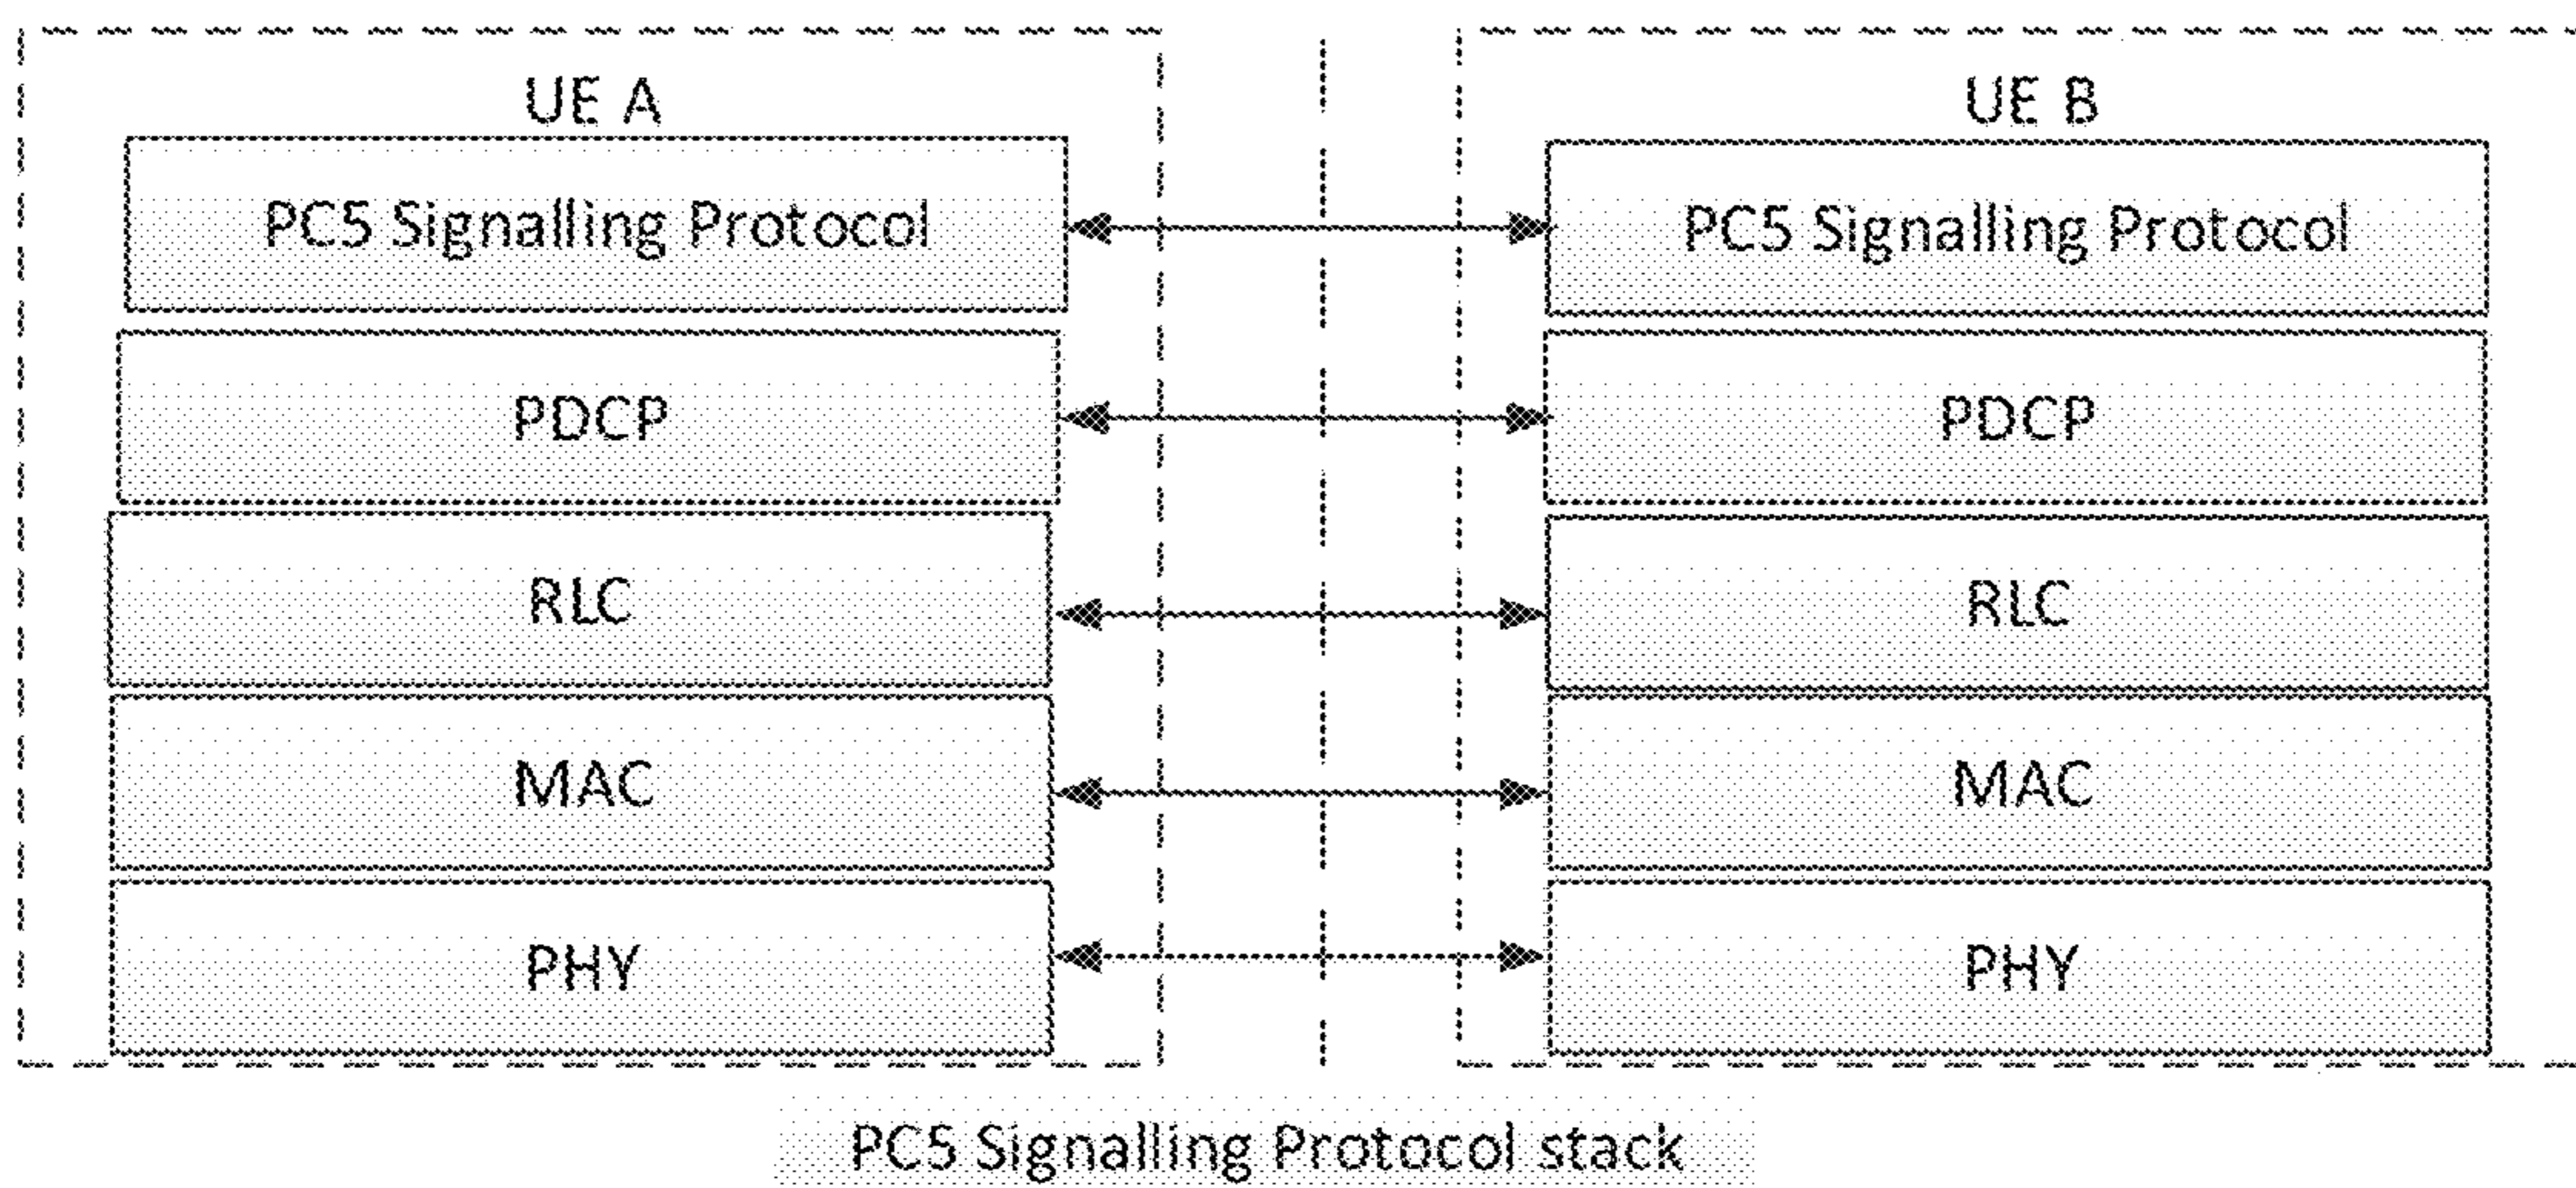 UE A
PC5 Signalling Protocol
PDCP
RLC
MAC
PHY
UE B
PC5 Signalling Protocol
PDCP
RLC
MAC
PHY
PC5 Signalling Protocol stack